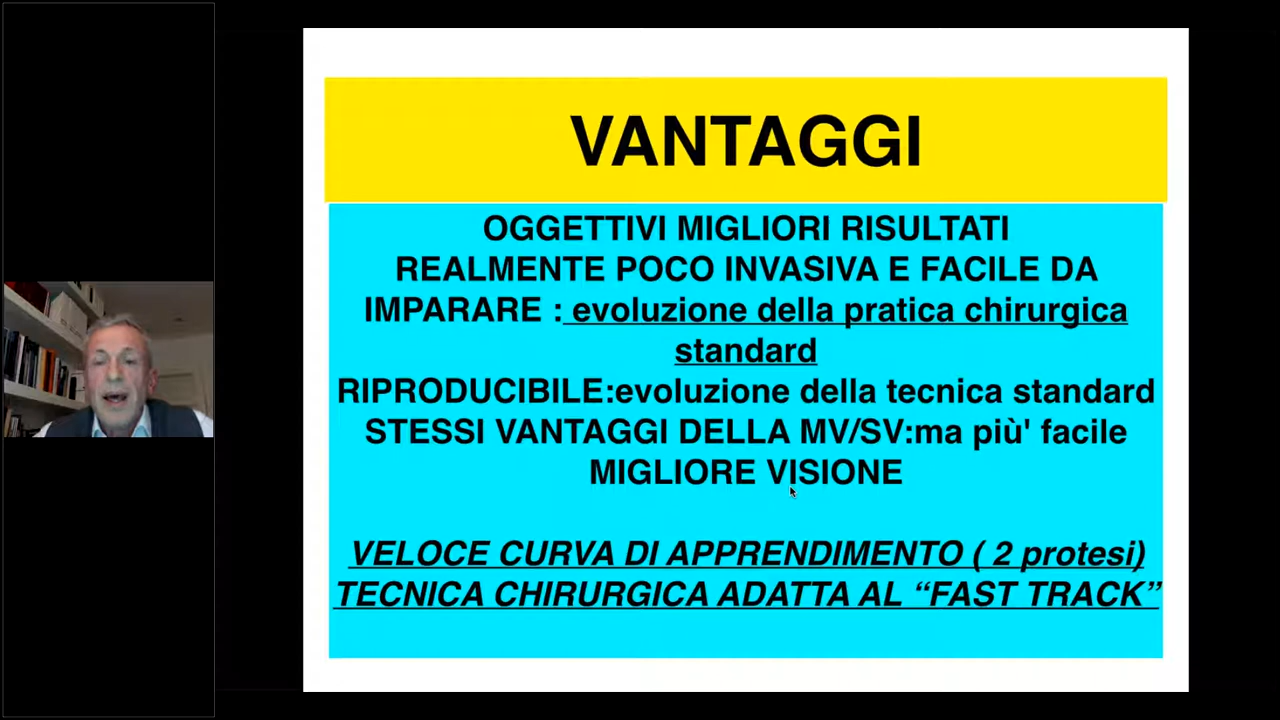 VANTAGGI
OGGETTIVI MIGLIORI RISULTATI
REALMENTE POCO INVASIVA E FACILE DA
IMPARARE : evoluzione della pratica chirurgica
standard
RIPRODUCIBILE:evoluzione della tecnica standard
STESSI VANTAGGI DELLA MV/SV:ma più' facile
MIGLIORE VISIONE
VELOCE CURVA DI APPRENDIMENTO ( 2 protesi)
TECNICA CHIRURGICA ADATTA AL “FAST TRACK”